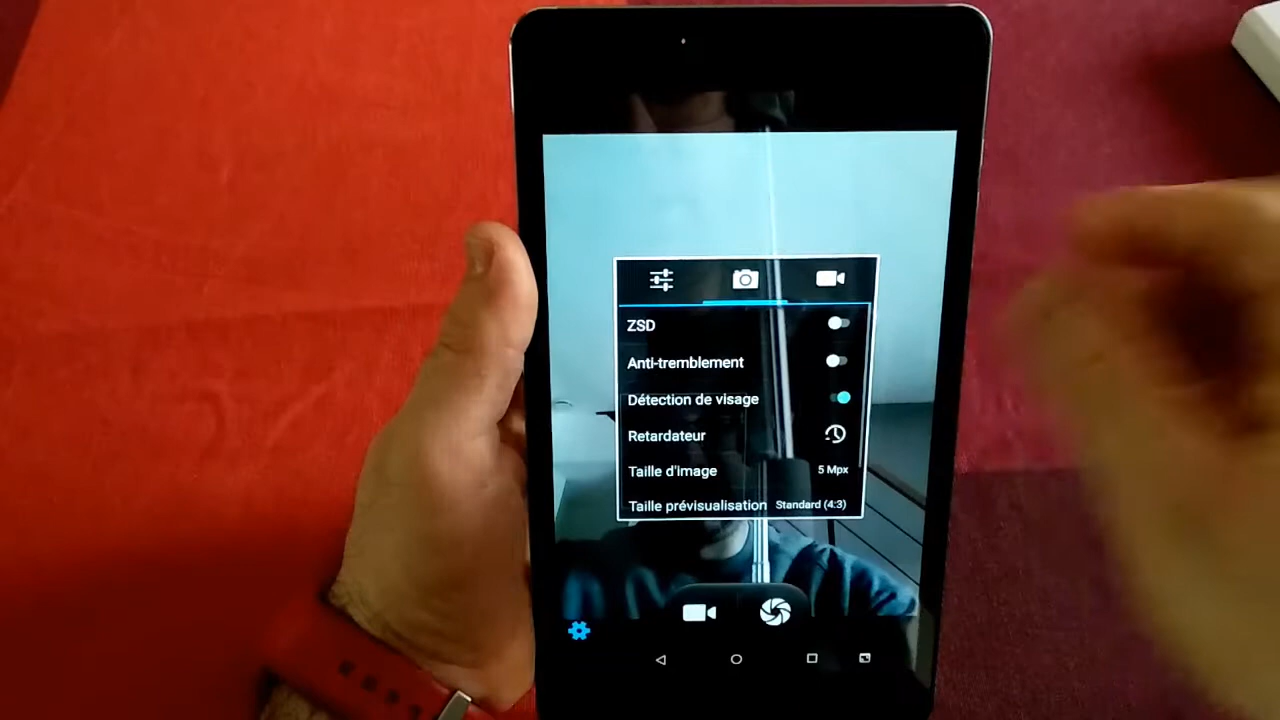 ZSD
Anti-tremblement
Détection de visage
Retardateur
Taille d'image 5 Mpx
Taille prévisualisation Standard (4:3)